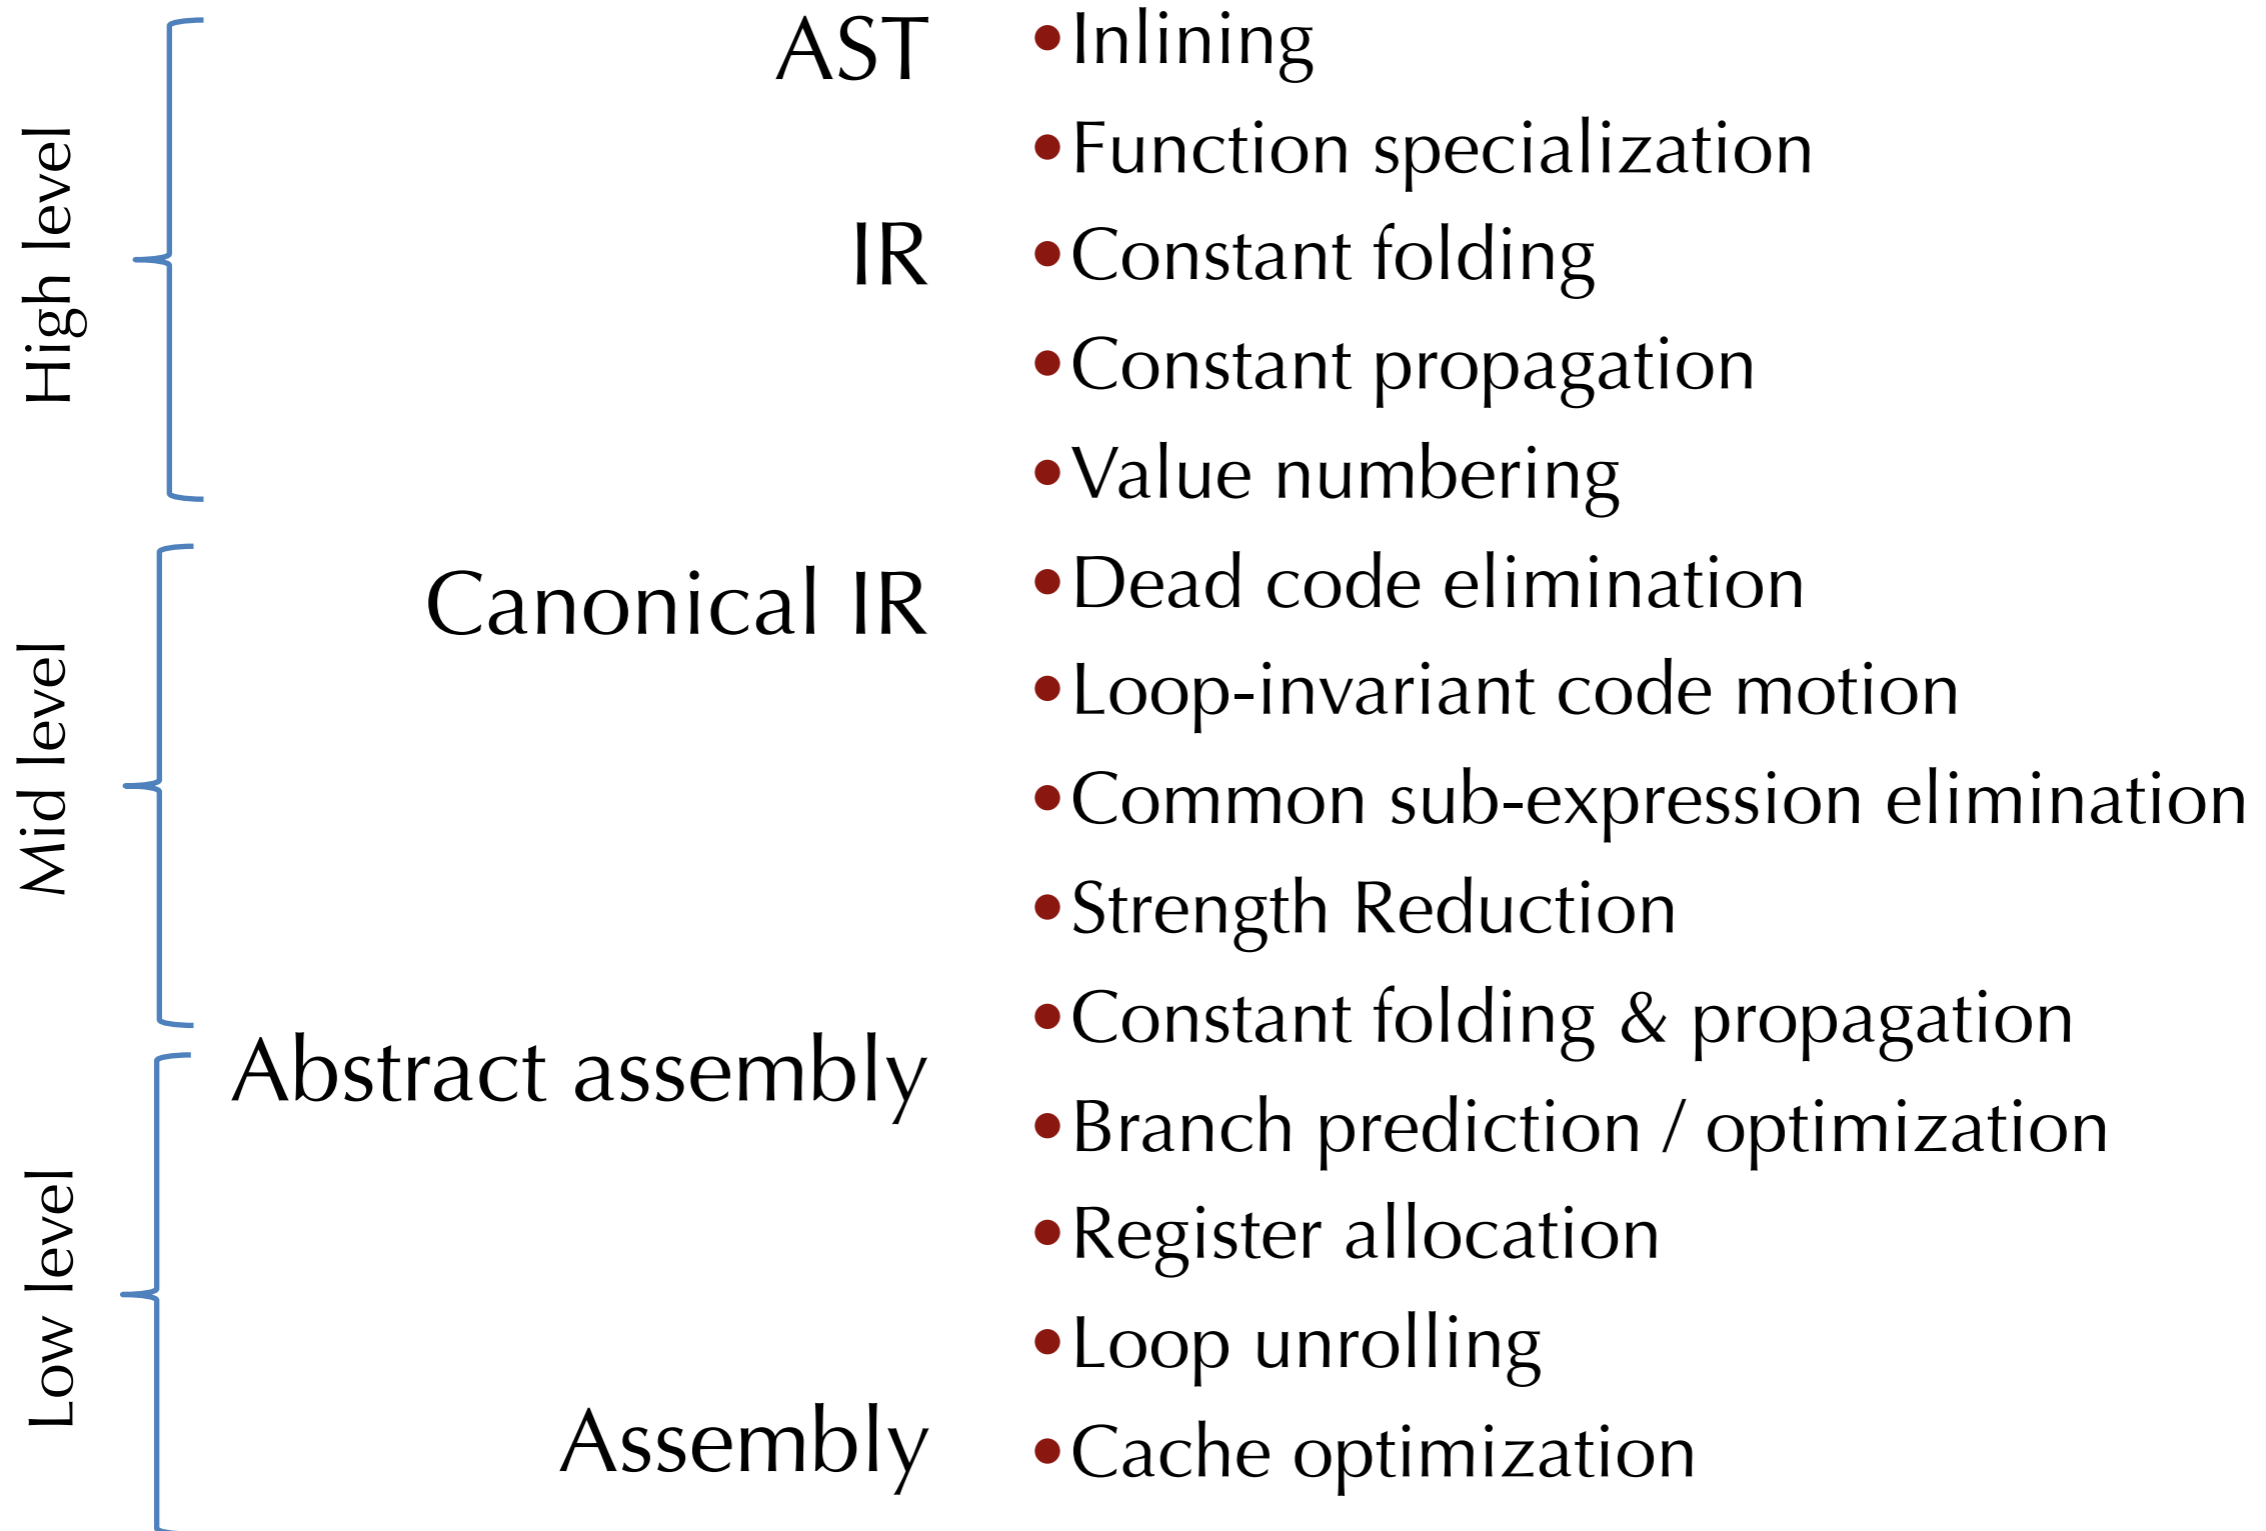 High level
AST
• Inlining
• Function specialization
IR
• Constant folding
• Constant propagation
• Value numbering
Mid level
Canonical IR
• Dead code elimination
• Loop-invariant code motion
• Common sub-expression elimination
• Strength Reduction
• Constant folding & propagation
Low level
Abstract assembly
• Branch prediction / optimization
• Register allocation
• Loop unrolling
Assembly
• Cache optimization